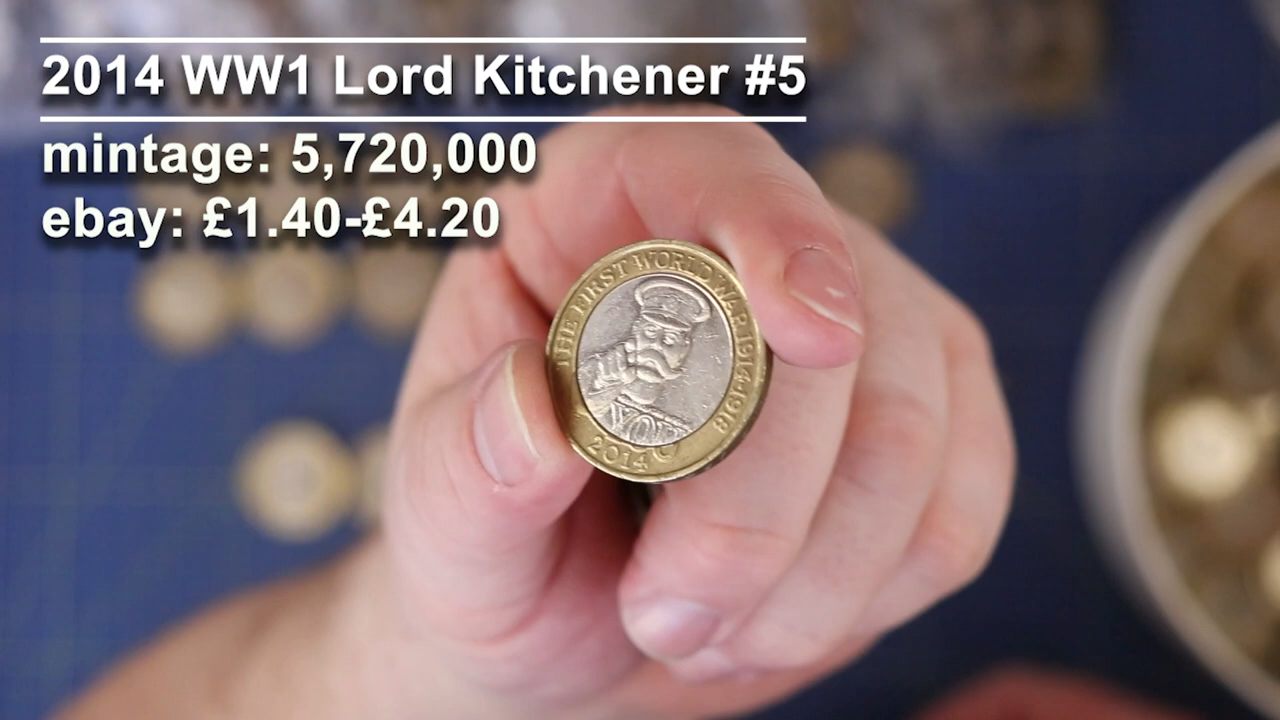 2014 WW1 Lord Kitchener #5
mintage: 5,720,000
ebay: £1.40-£4.20
THE FIRST WORLD WAR 1914-1918
YOU
2014